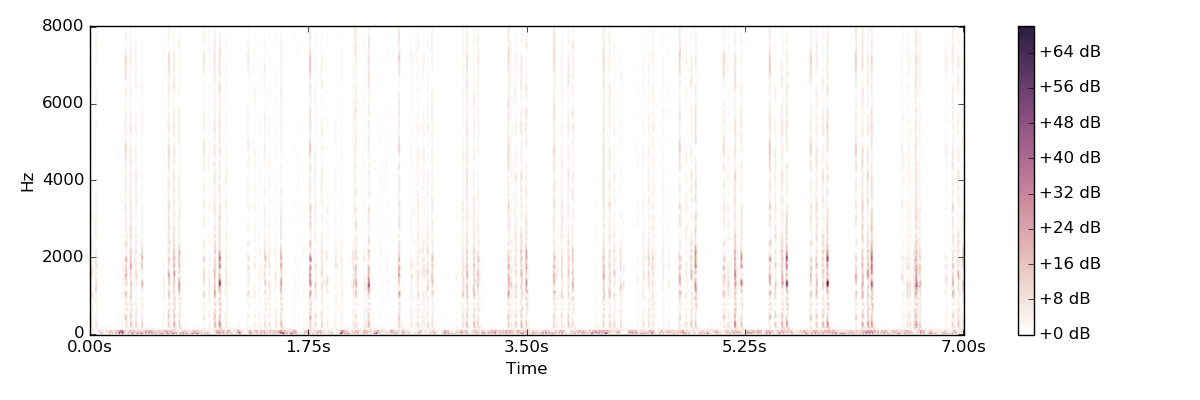 8000
6000
4000
2000
0
Hz
0.00s 1.75s 3.50s 5.25s 7.00s
Time
+64 dB
+56 dB
+48 dB
+40 dB
+32 dB
+24 dB
+16 dB
+8 dB
+0 dB